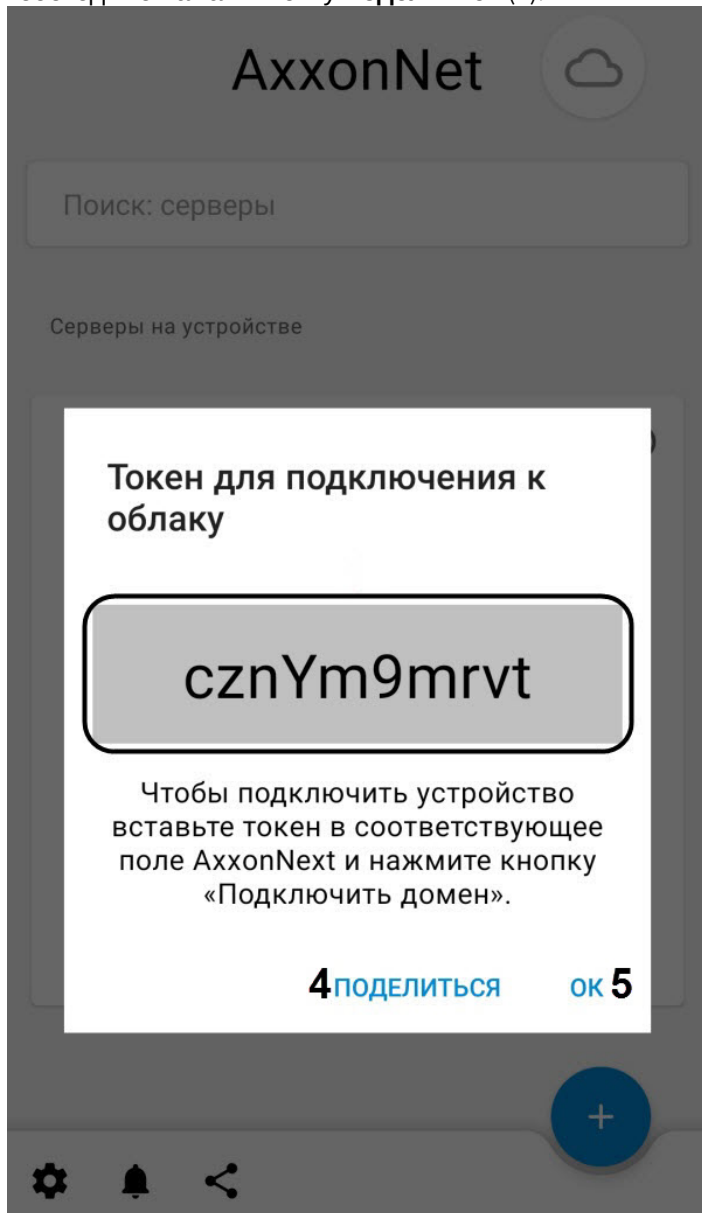 AxxonNet
Поиск: серверы
Серверы на устройстве
Токен для подключения к
облаку
cznYm9mrvt
Чтобы подключить устройство
вставьте токен в соответствующее
поле AxxonNext и нажмите кнопку
«Подключить домен».
4 ПОДЕЛИТЬСЯ ОК 5